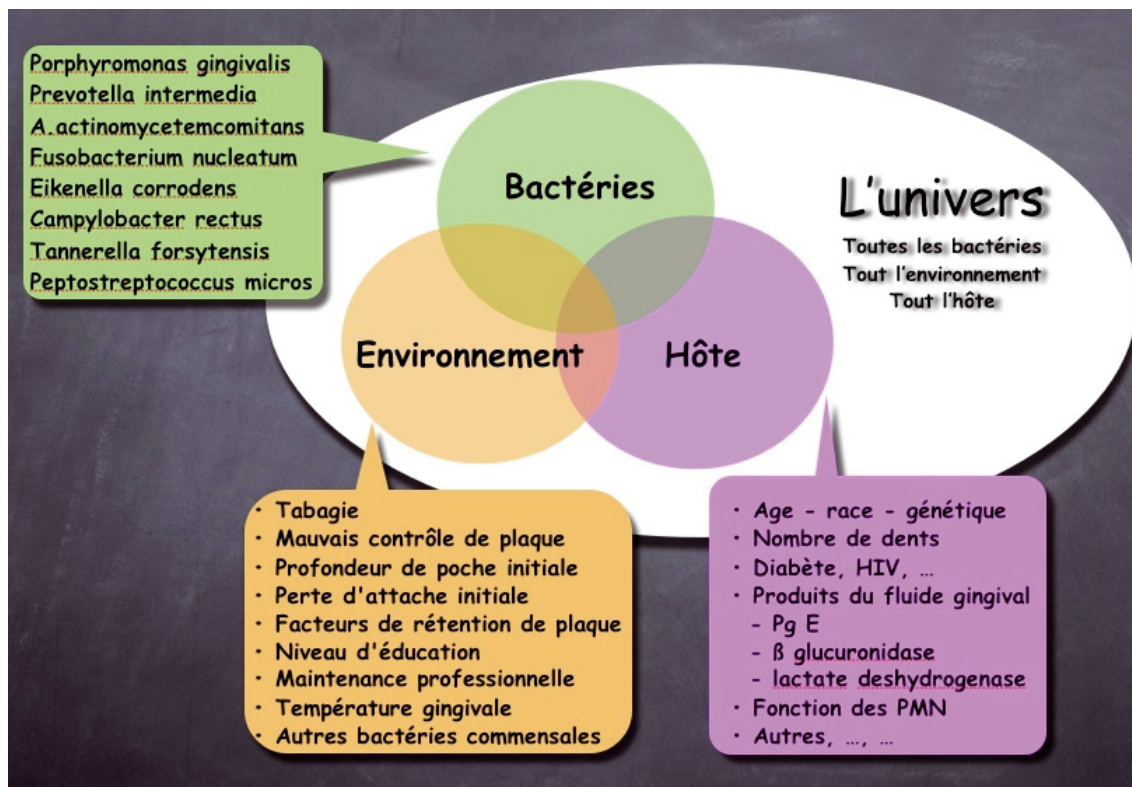 Porphyromonas gingivalis
Prevotella intermedia
A.actinomycetemcomitans
Fusobacterium nucleatum
Eikenella corrodens
Campylobacter rectus
Tannerella forsytensis
Peptostreptococcus micros
Bactéries
Environnement
Hôte
L'univers
Toutes les bactéries
Tout l'environnement
Tout l'hôte
· Tabagie
· Mauvais contrôle de plaque
· Profondeur de poche initiale
· Perte d'attache initiale
· Facteurs de rétention de plaque
· Niveau d'éducation
· Maintenance professionnelle
· Température gingivale
· Autres bactéries commensales
· Age - race - génétique
· Nombre de dents
· Diabète, HIV, …
· Produits du fluide gingival
- Pg E
- ß glucuronidase
- lactate deshydrogenase
· Fonction des PMN
· Autres, …, …